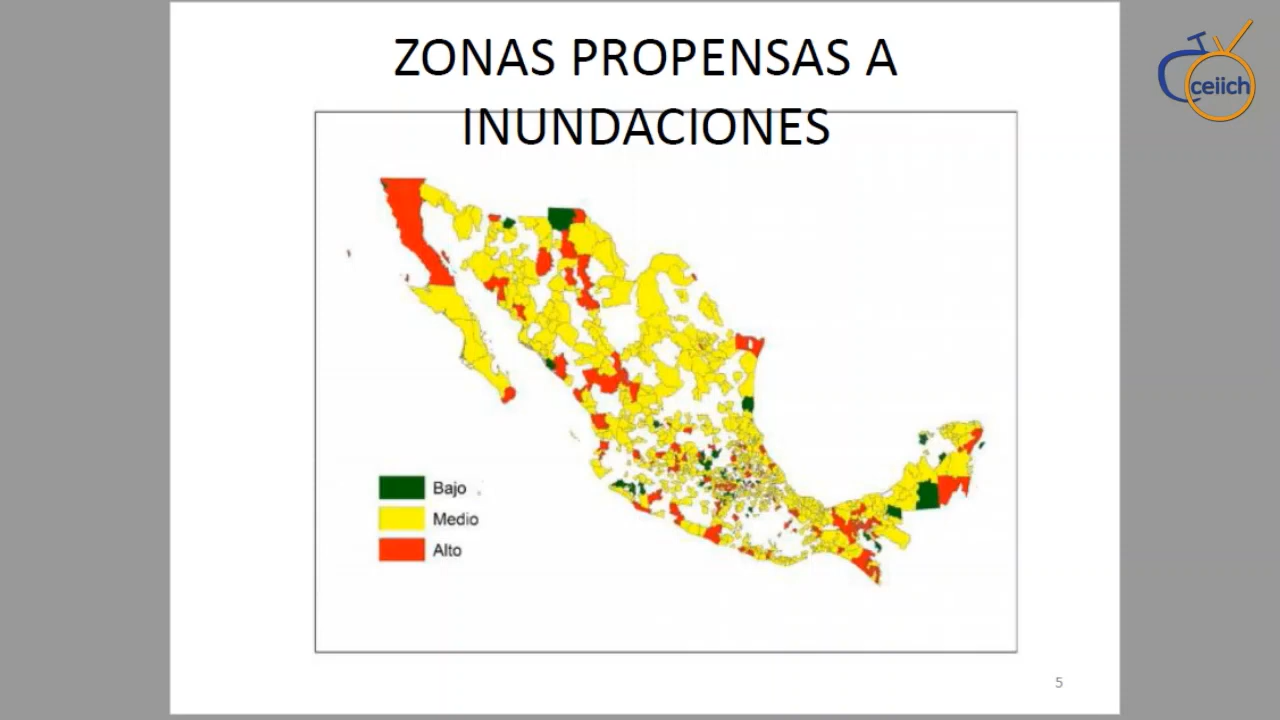 ZONAS PROPENSAS A
INUNDACIONES
ceiich
Bajo
Medio
Alto
5